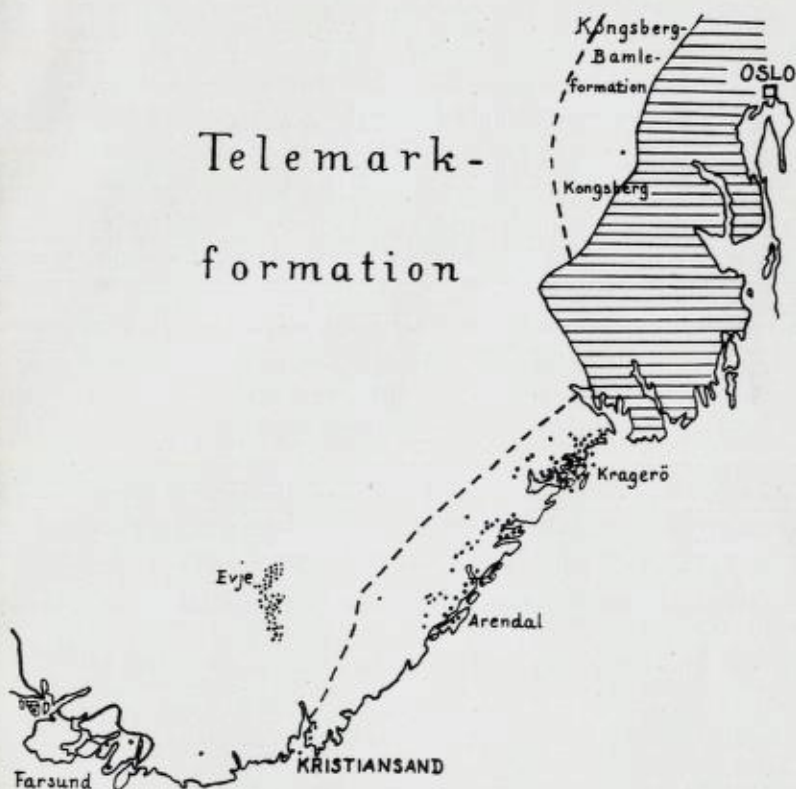 Kongsberg-
Bamle-
formation
OSLO
Telemark-
formation
Kongsberg
Kragerö
Evje
Arendal
KRISTIANSAND
Farsund